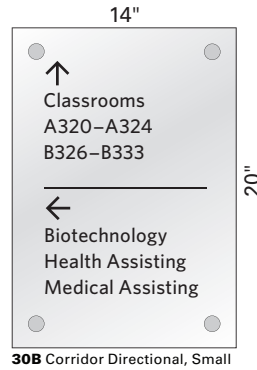 14"
↑
Classrooms
A320–A324
B326–B333
←
Biotechnology
Health Assisting
Medical Assisting
20"
30B Corridor Directional, Small